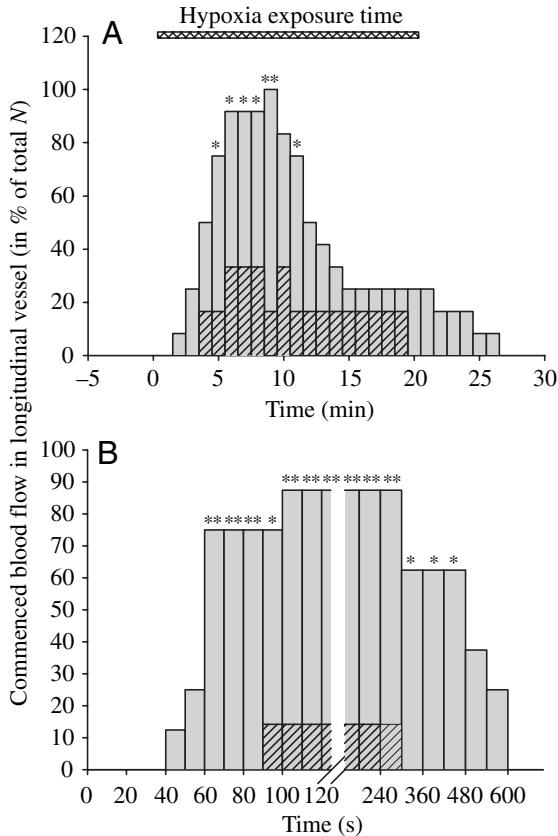 Hypoxia exposure time
A
120
100
80
60
40
20
0
* * * * ** *
−5 0 5 10 15 20 25 30
Time (min)
Commenced blood flow in longitudinal vessel (in % of total N)
B
100
90
80
70
60
50
40
30
20
10
0
** ** ** * ** ** ** ** ** ** * * *
0 20 40 60 80 100 120 240 360 480 600
Time (s)